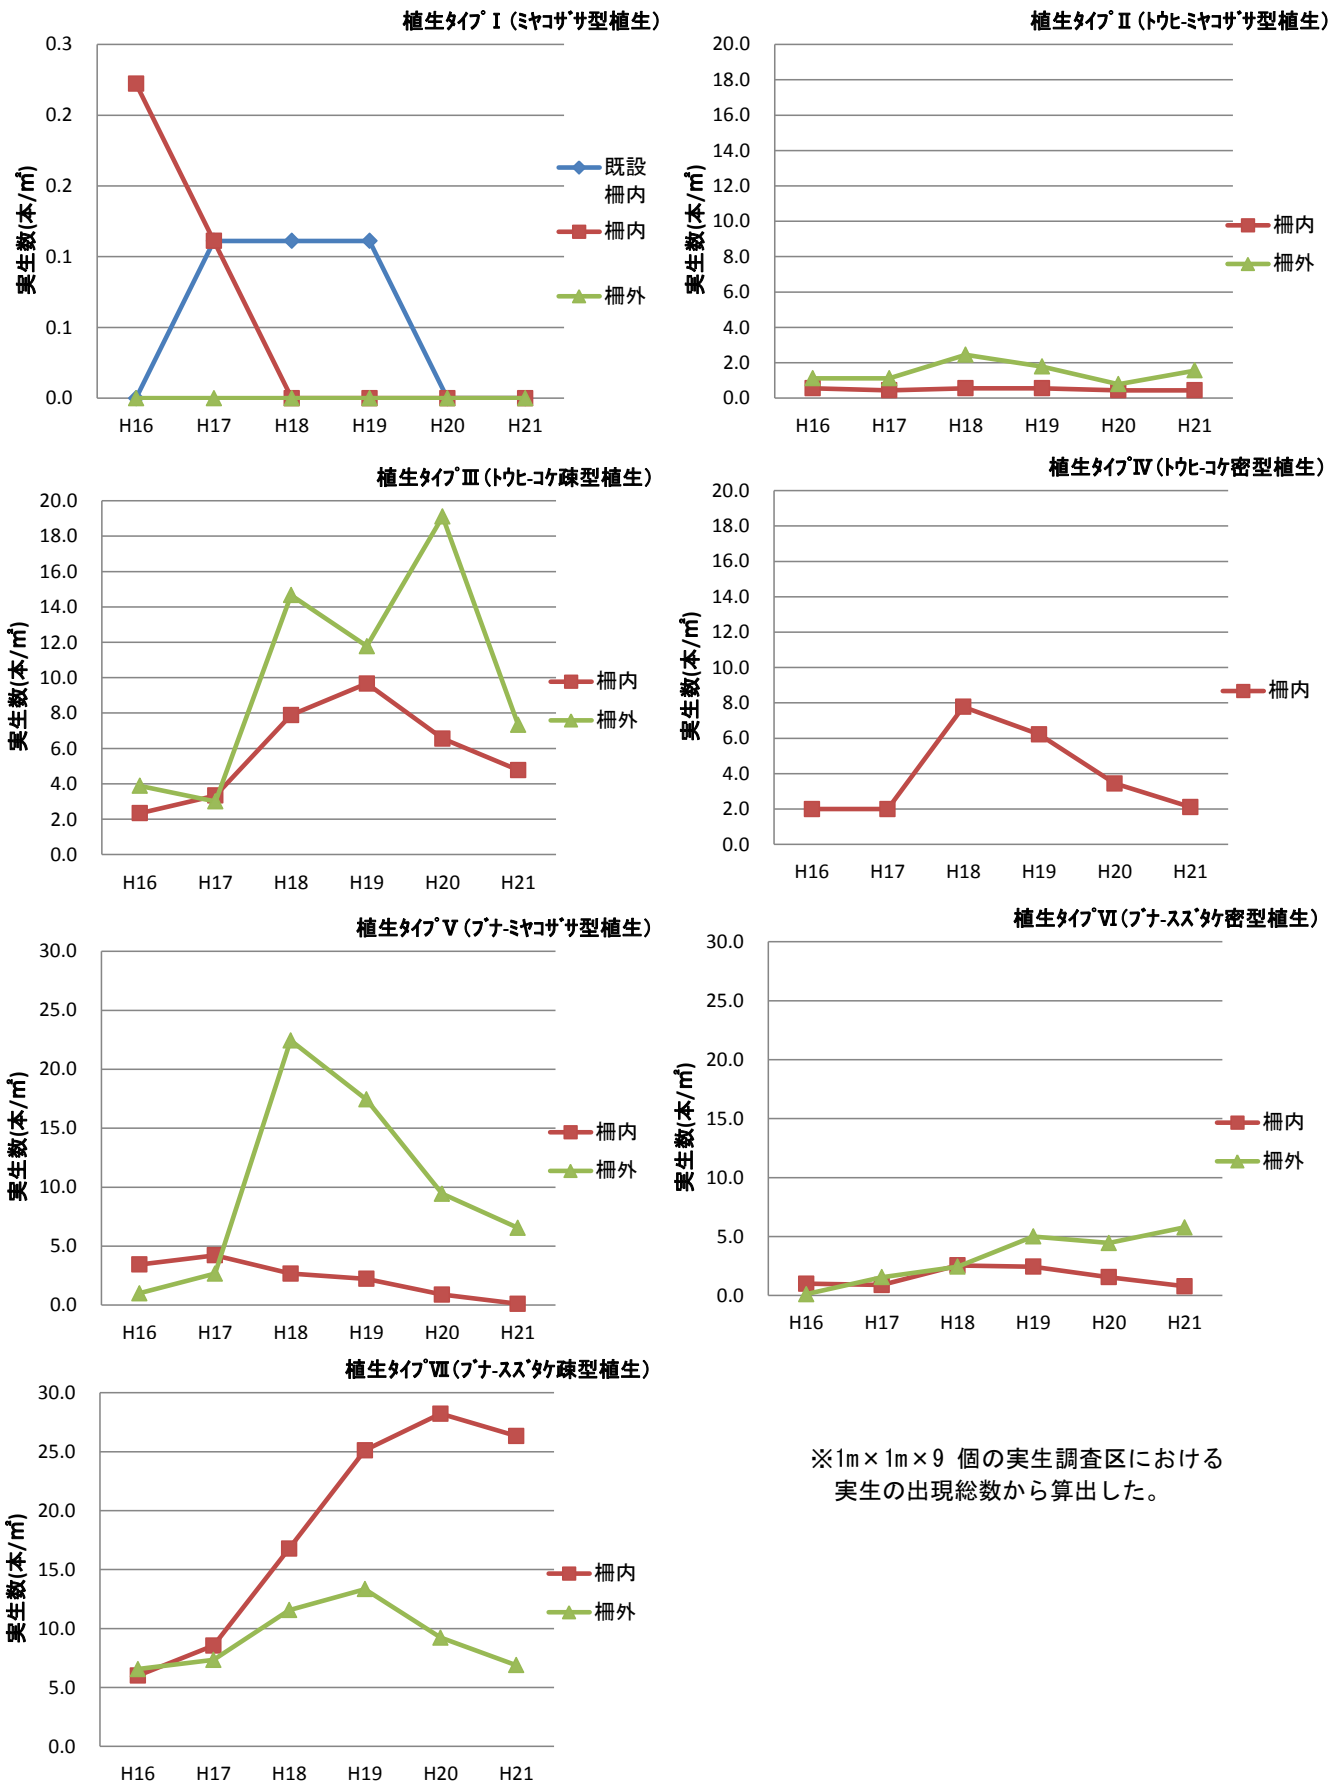 植生タイプⅠ(ミヤコザサ型植生)
0.3
0.2
0.2
0.1
0.1
0.0
実生数(本/㎡)
H16 H17 H18 H19 H20 H21
既設
柵内
柵内
柵外
植生タイプⅡ(トウヒ-ミヤコザサ型植生)
20.0
18.0
16.0
14.0
12.0
10.0
8.0
6.0
4.0
2.0
0.0
実生数(本/㎡)
H16 H17 H18 H19 H20 H21
柵内
柵外
植生タイプⅢ(トウヒ-コケ疎型植生)
20.0
18.0
16.0
14.0
12.0
10.0
8.0
6.0
4.0
2.0
0.0
実生数(本/㎡)
H16 H17 H18 H19 H20 H21
柵内
柵外
植生タイプⅣ(トウヒ-コケ密型植生)
20.0
18.0
16.0
14.0
12.0
10.0
8.0
6.0
4.0
2.0
0.0
実生数(本/㎡)
H16 H17 H18 H19 H20 H21
柵内
植生タイプⅤ(ブナ-ミヤコザサ型植生)
30.0
25.0
20.0
15.0
10.0
5.0
0.0
実生数(本/㎡)
H16 H17 H18 H19 H20 H21
柵内
柵外
植生タイプⅥ(ブナ-スズタケ密型植生)
30.0
25.0
20.0
15.0
10.0
5.0
0.0
実生数(本/㎡)
H16 H17 H18 H19 H20 H21
柵内
柵外
植生タイプⅦ(ブナ-スズタケ疎型植生)
30.0
25.0
20.0
15.0
10.0
5.0
0.0
実生数(本/㎡)
H16 H17 H18 H19 H20 H21
柵内
柵外
※1m×1m×9 個の実生調査区における
実生の出現総数から算出した。